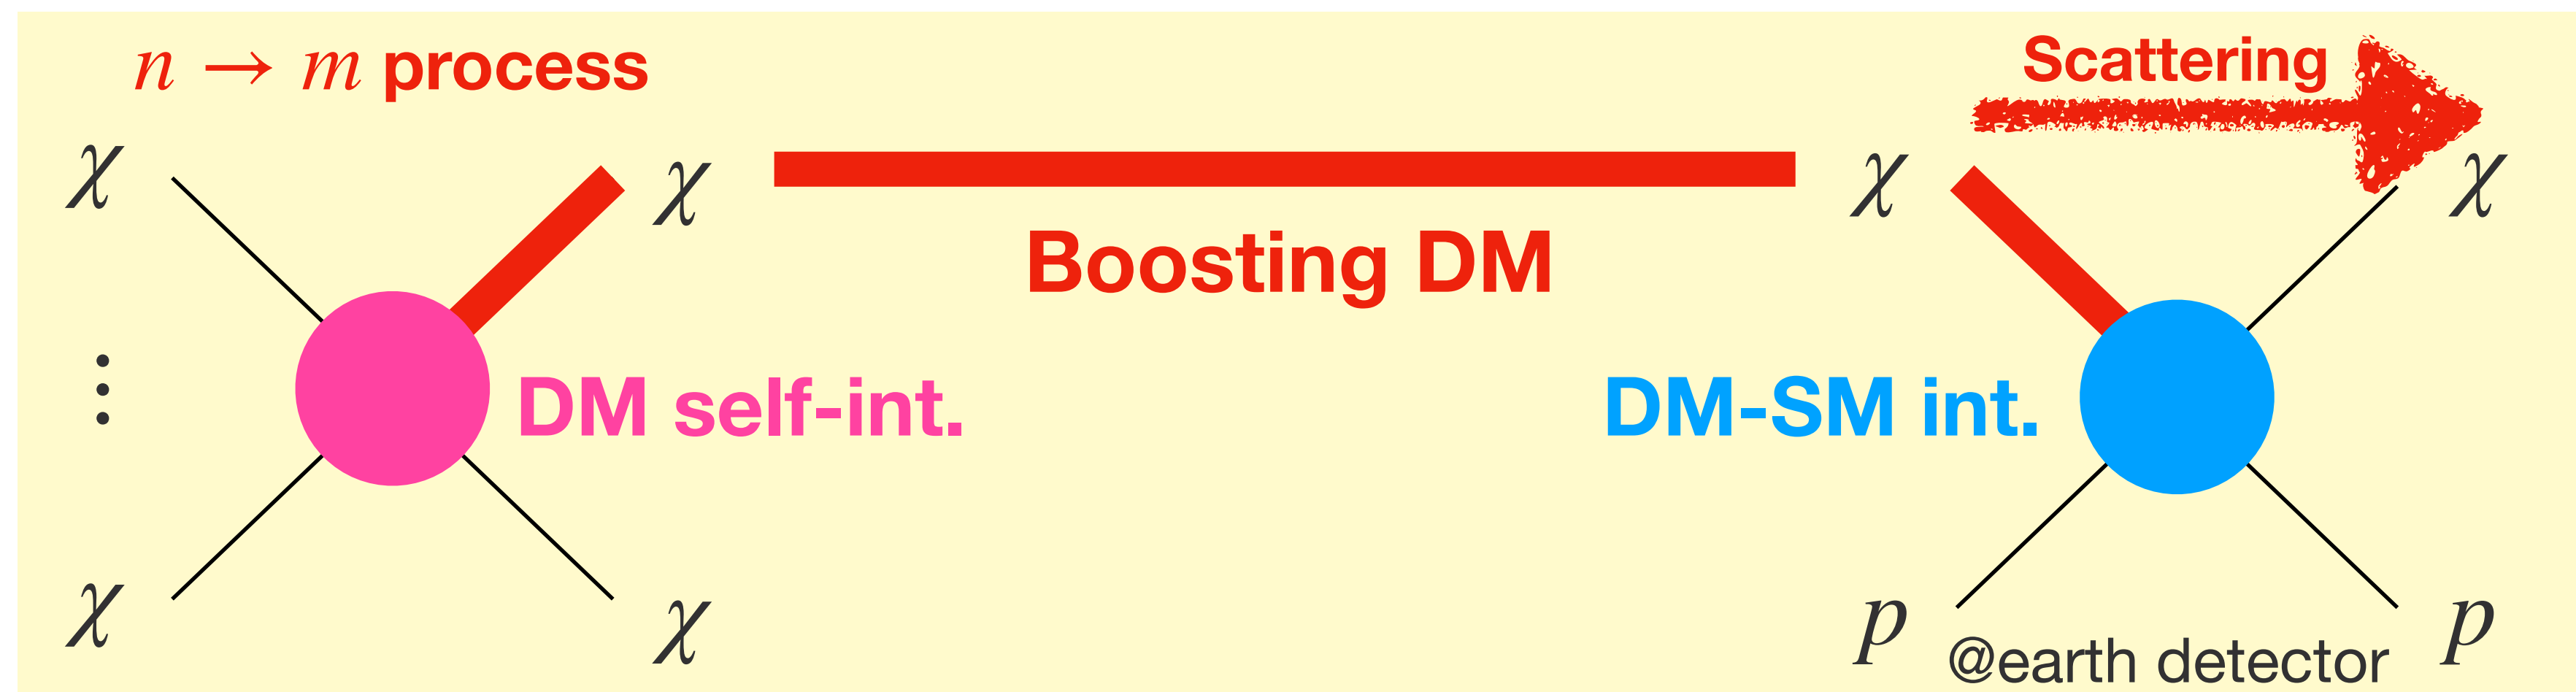 n → m process
Scattering
χ
χ
χ
χ
Boosting DM
⋮
DM self-int.
DM-SM int.
χ
χ
p
p
@earth detector